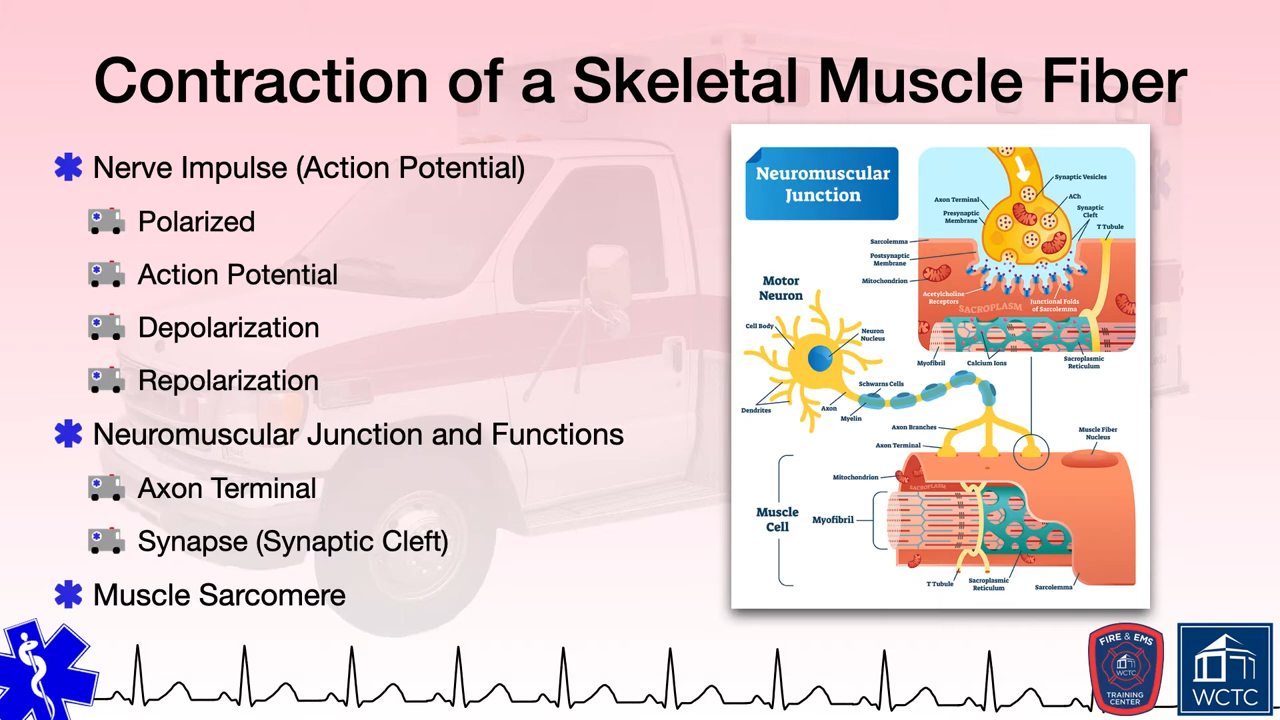 Contraction of a Skeletal Muscle Fiber
Nerve Impulse (Action Potential)
Polarized
Action Potential
Depolarization
Repolarization
Neuromuscular Junction and Functions
Axon Terminal
Synapse (Synaptic Cleft)
Muscle Sarcomere
Neuromuscular
Junction
Synaptic Vesicles
ACh
Synaptic
Cleft
T Tubule
Axon Terminal
Presynaptic
Membrane
Sarcolemma
Postsynaptic
Membrane
Mitochondrion
Acetylcholine
Receptors
Junctional Folds
of Sarcolemma
SACROPLASM
Myofibril
Calcium Ions
Sacroplasmic
Reticulum
Motor
Neuron
Cell Body
Neuron
Nucleus
Schwarns Cells
Dendrites
Axon
Myelin
Axon Branches
Axon Terminal
Muscle Fiber
Nucleus
Mitochondrion
SACROPLASM
Muscle
Cell
Myofibril
T Tubule
Sacroplasmic
Reticulum
Sarcolemma
FIRE & EMS
WCTC
TRAINING
CENTER
WCTC